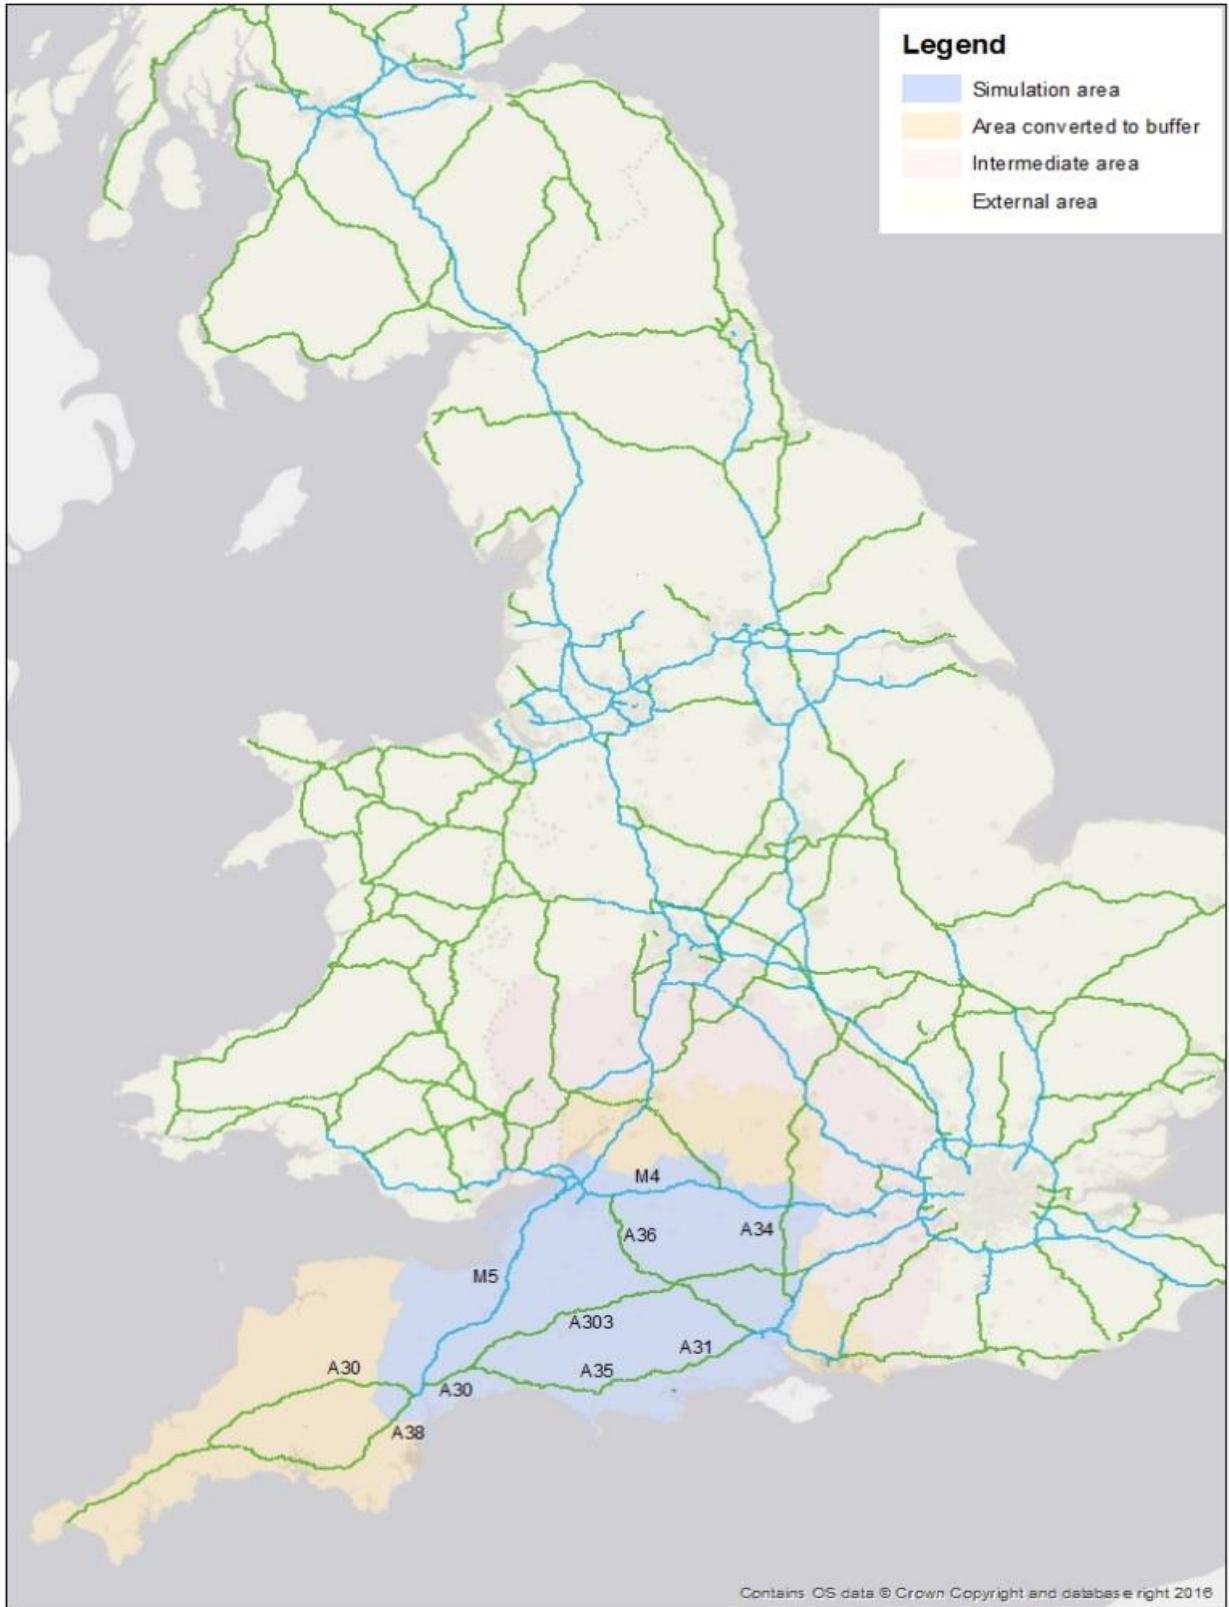 Legend
Simulation area
Area converted to buffer
Intermediate area
External area
M4
A36
A34
M5
A303
A31
A30
A35
A30
A38
Contains OS data © Crown Copyright and database right 2016